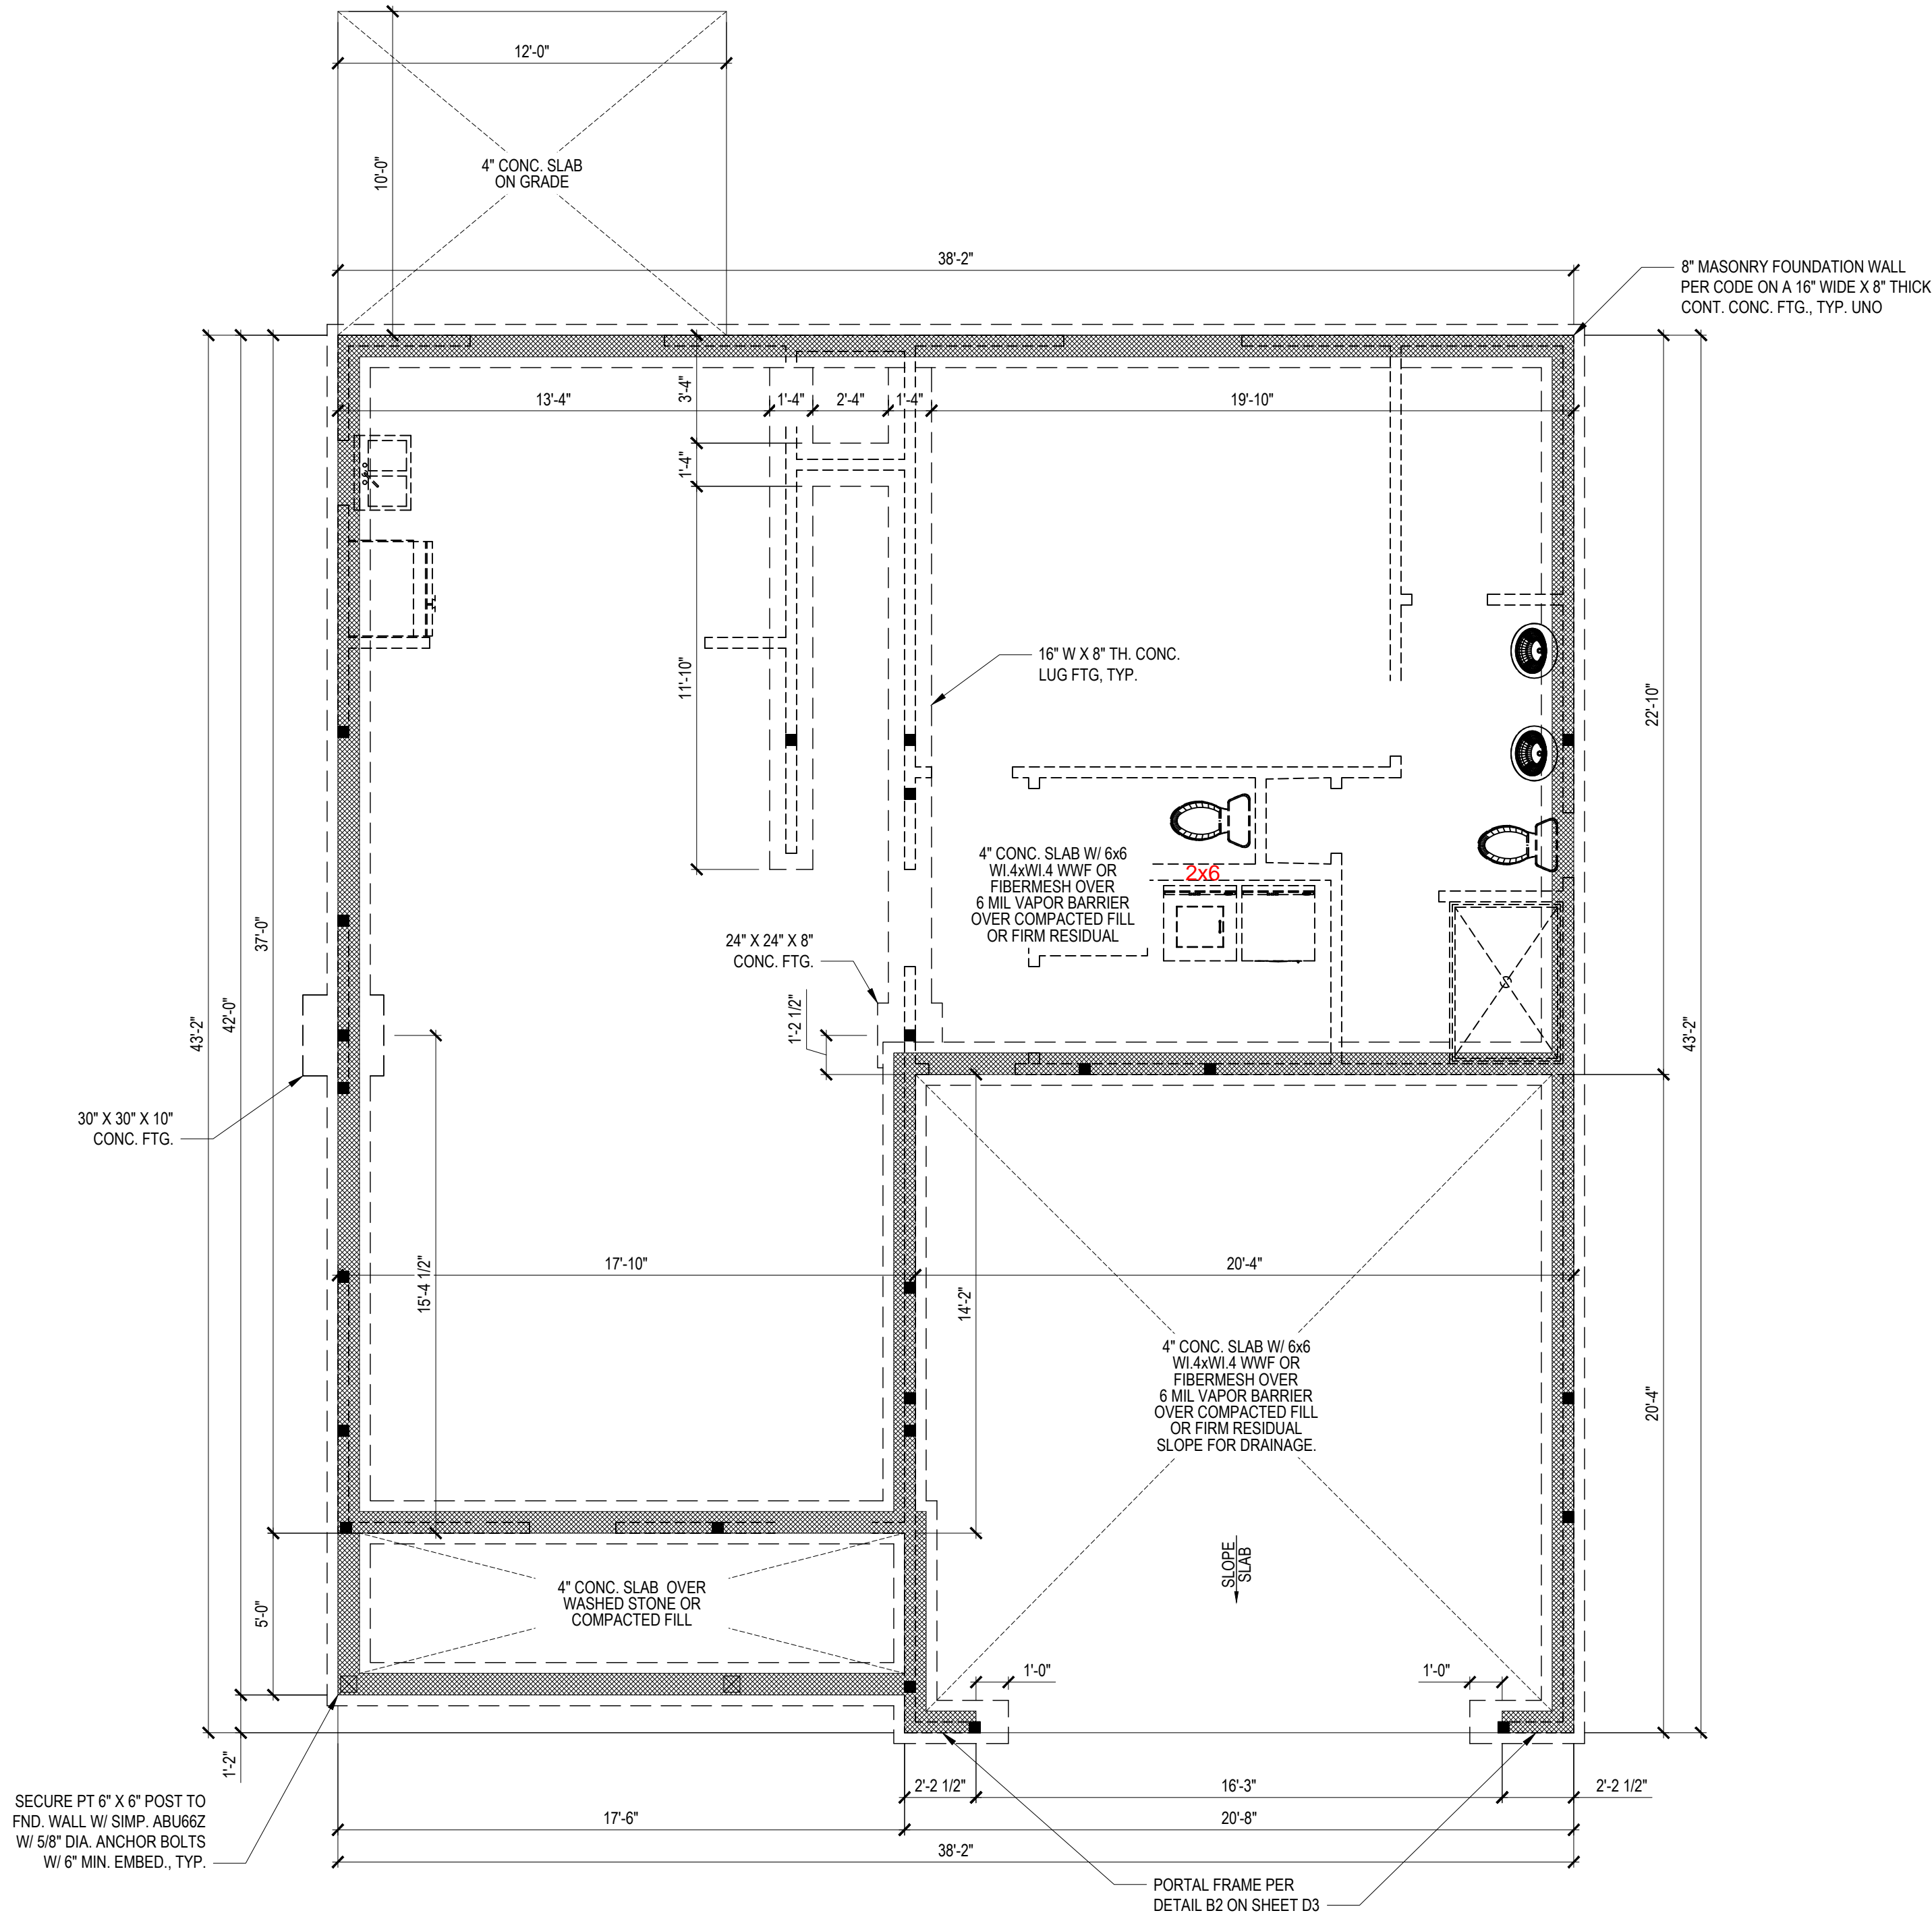 12'-0"
10'-0"
4" CONC. SLAB
ON GRADE
38'-2"
8" MASONRY FOUNDATION WALL
PER CODE ON A 16" WIDE X 8" THICK
CONT. CONC. FTG., TYP. UNO
13'-4"
3'-4"
1'-4"
2'-4"
1'-4"
19'-10"
1'-4"
11'-10"
16" W X 8" TH. CONC.
LUG FTG, TYP.
22'-10"
4" CONC. SLAB W/ 6x6
WI.4xWI.4 WWF OR
FIBERMESH OVER
6 MIL VAPOR BARRIER
OVER COMPACTED FILL
OR FIRM RESIDUAL
2x6
37'-0"
24" X 24" X 8"
CONC. FTG.
S
43'-2"
42'-0"
1'-2 1/2"
43'-2"
30" X 30" X 10"
CONC. FTG.
17'-10"
20'-4"
15'-4 1/2"
14'-2"
4" CONC. SLAB W/ 6x6
WI.4xWI.4 WWF OR
FIBERMESH OVER
6 MIL VAPOR BARRIER
OVER COMPACTED FILL
OR FIRM RESIDUAL
SLOPE FOR DRAINAGE.
20'-4"
SLOPE
SLAB
4" CONC. SLAB OVER
WASHED STONE OR
COMPACTED FILL
5'-0"
1'-0"
1'-0"
1'-2"
2'-2 1/2"
16'-3"
2'-2 1/2"
SECURE PT 6" X 6" POST TO
FND. WALL W/ SIMP. ABU66Z
W/ 5/8" DIA. ANCHOR BOLTS
W/ 6" MIN. EMBED., TYP.
17'-6"
20'-8"
38'-2"
PORTAL FRAME PER
DETAIL B2 ON SHEET D3